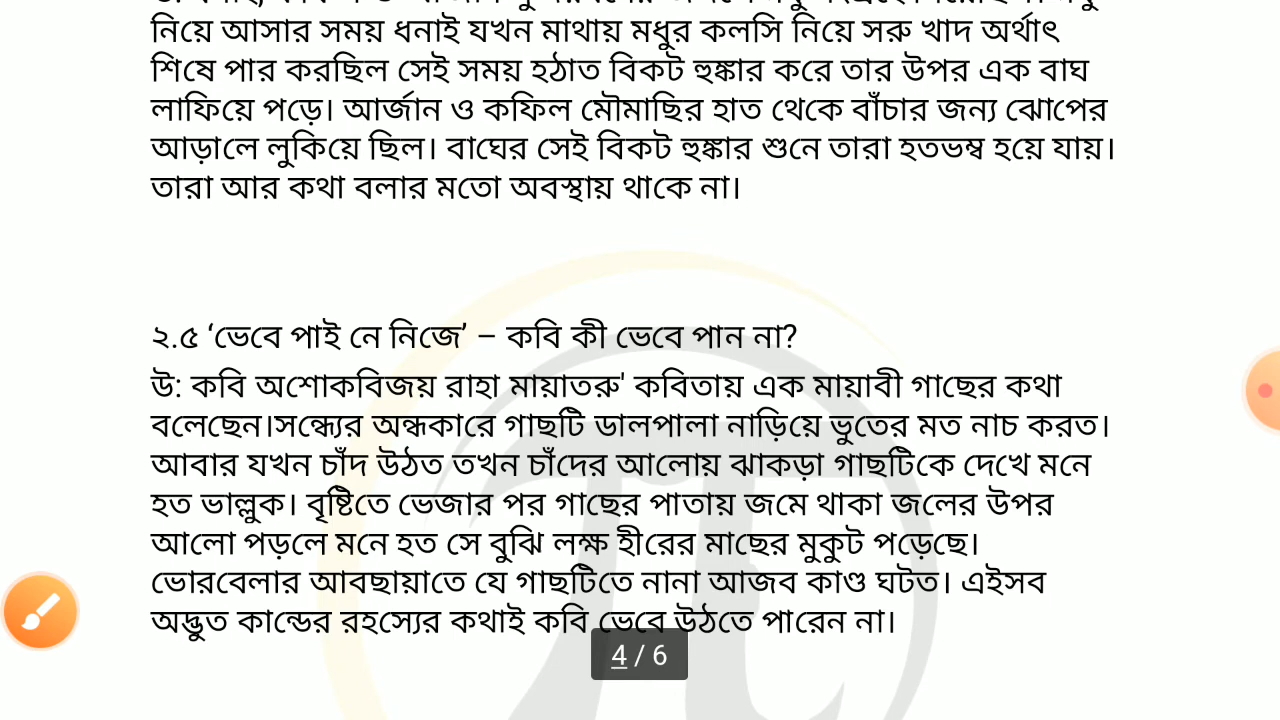 নিয়ে আসার সময় ধনাই যখন মাথায় মধুর কলসি নিয়ে সরু খাদ অর্থাৎ
শিষে পার করছিল সেই সময় হঠাত বিকট হুঙ্কার করে তার উপর এক বাঘ
লাফিয়ে পড়ে। আর্জান ও কফিল মৌমাছির হাত থেকে বাঁচার জন্য ঝোপের
আড়ালে লুকিয়ে ছিল। বাঘের সেই বিকট হুঙ্কার শুনে তারা হতভম্ব হয়ে যায়।
তারা আর কথা বলার মতো অবস্থায় থাকে না।
২.৫ ‘ভেবে পাই নে নিজে’ – কবি কী ভেবে পান না?
উ: কবি অশোকবিজয় রাহা মায়াতরু' কবিতায় এক মায়াবী গাছের কথা
বলেছেন।সন্ধ্যের অন্ধকারে গাছটি ডালপালা নাড়িয়ে ভুতের মত নাচ করত।
আবার যখন চাঁদ উঠত তখন চাঁদের আলোয় ঝাকড়া গাছটিকে দেখে মনে
হত ভাল্লুক। বৃষ্টিতে ভেজার পর গাছের পাতায় জমে থাকা জলের উপর
আলো পড়লে মনে হত সে বুঝি লক্ষ হীরের মাছের মুকুট পড়েছে।
ভোরবেলার আবছায়াতে যে গাছটিতে নানা আজব কাণ্ড ঘটত। এইসব
অদ্ভুত কান্ডের রহস্যের কথাই কবি ভেবে উঠতে পারেন না।
4 / 6